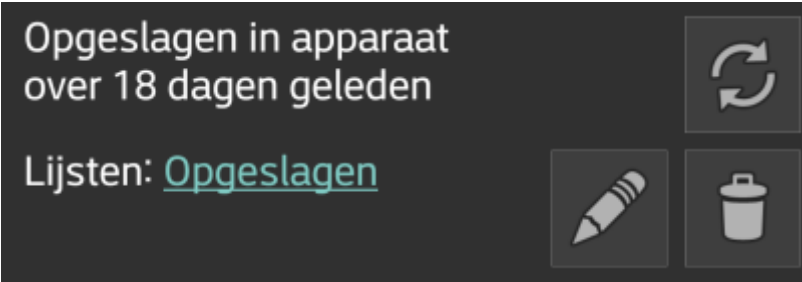 Opgeslagen in apparaat
over 18 dagen geleden
Lijsten: Opgeslagen